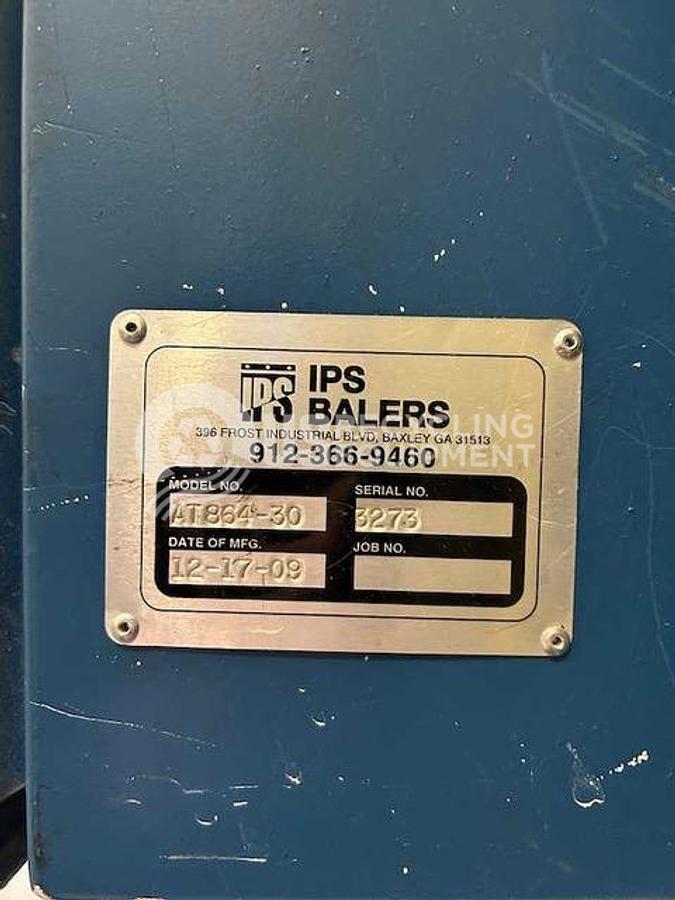 IPS
IPS
BALERS
396 FROST INDUSTRIAL BLVD, BAXLEY GA 31513
912-366-9460
MODEL NO.
SERIAL NO.
AT864-30
3273
DATE OF MFG.
JOB NO.
12-17-09